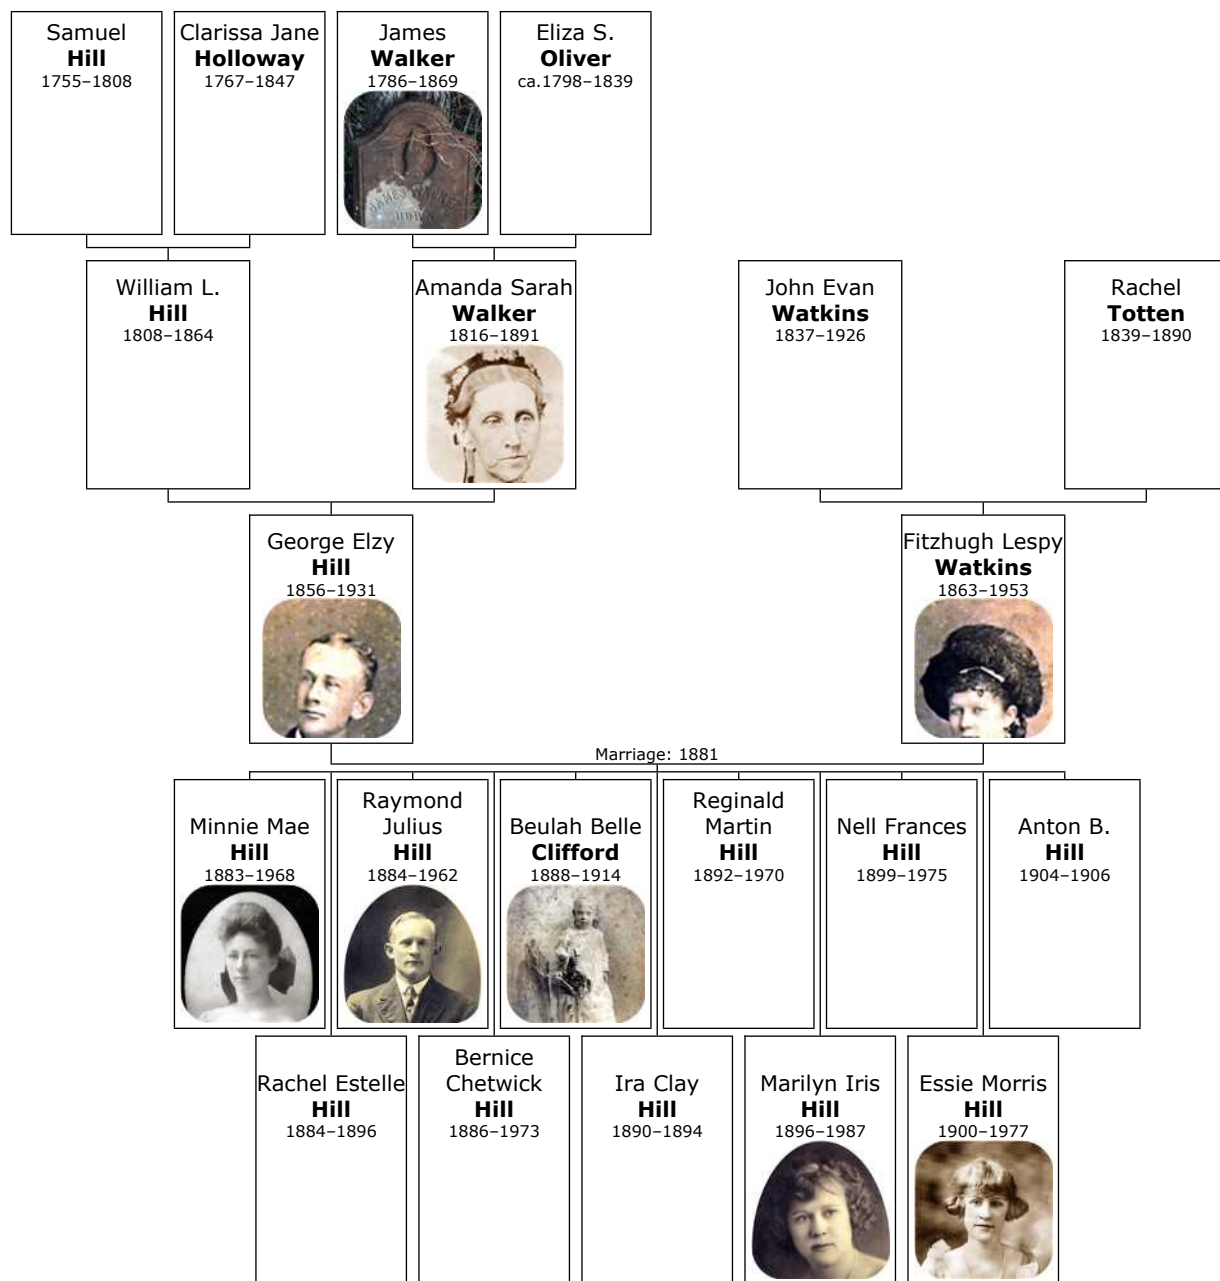 Samuel
Hill
1755–1808
Clarissa Jane
Holloway
1767–1847
James
Walker
1786–1869
JAMES WALKER
BORN
Eliza S.
Oliver
ca.1798–1839
William L.
Hill
1808–1864
Amanda Sarah
Walker
1816–1891
John Evan
Watkins
1837–1926
Rachel
Totten
1839–1890
George Elzy
Hill
1856–1931
Fitzhugh Lespy
Watkins
1863–1953
Marriage: 1881
Minnie Mae
Hill
1883–1968
Raymond
Julius
Hill
1884–1962
Beulah Belle
Clifford
1888–1914
Reginald
Martin
Hill
1892–1970
Nell Frances
Hill
1899–1975
Anton B.
Hill
1904–1906
Rachel Estelle
Hill
1884–1896
Bernice
Chetwick
Hill
1886–1973
Ira Clay
Hill
1890–1894
Marilyn Iris
Hill
1896–1987
Essie Morris
Hill
1900–1977